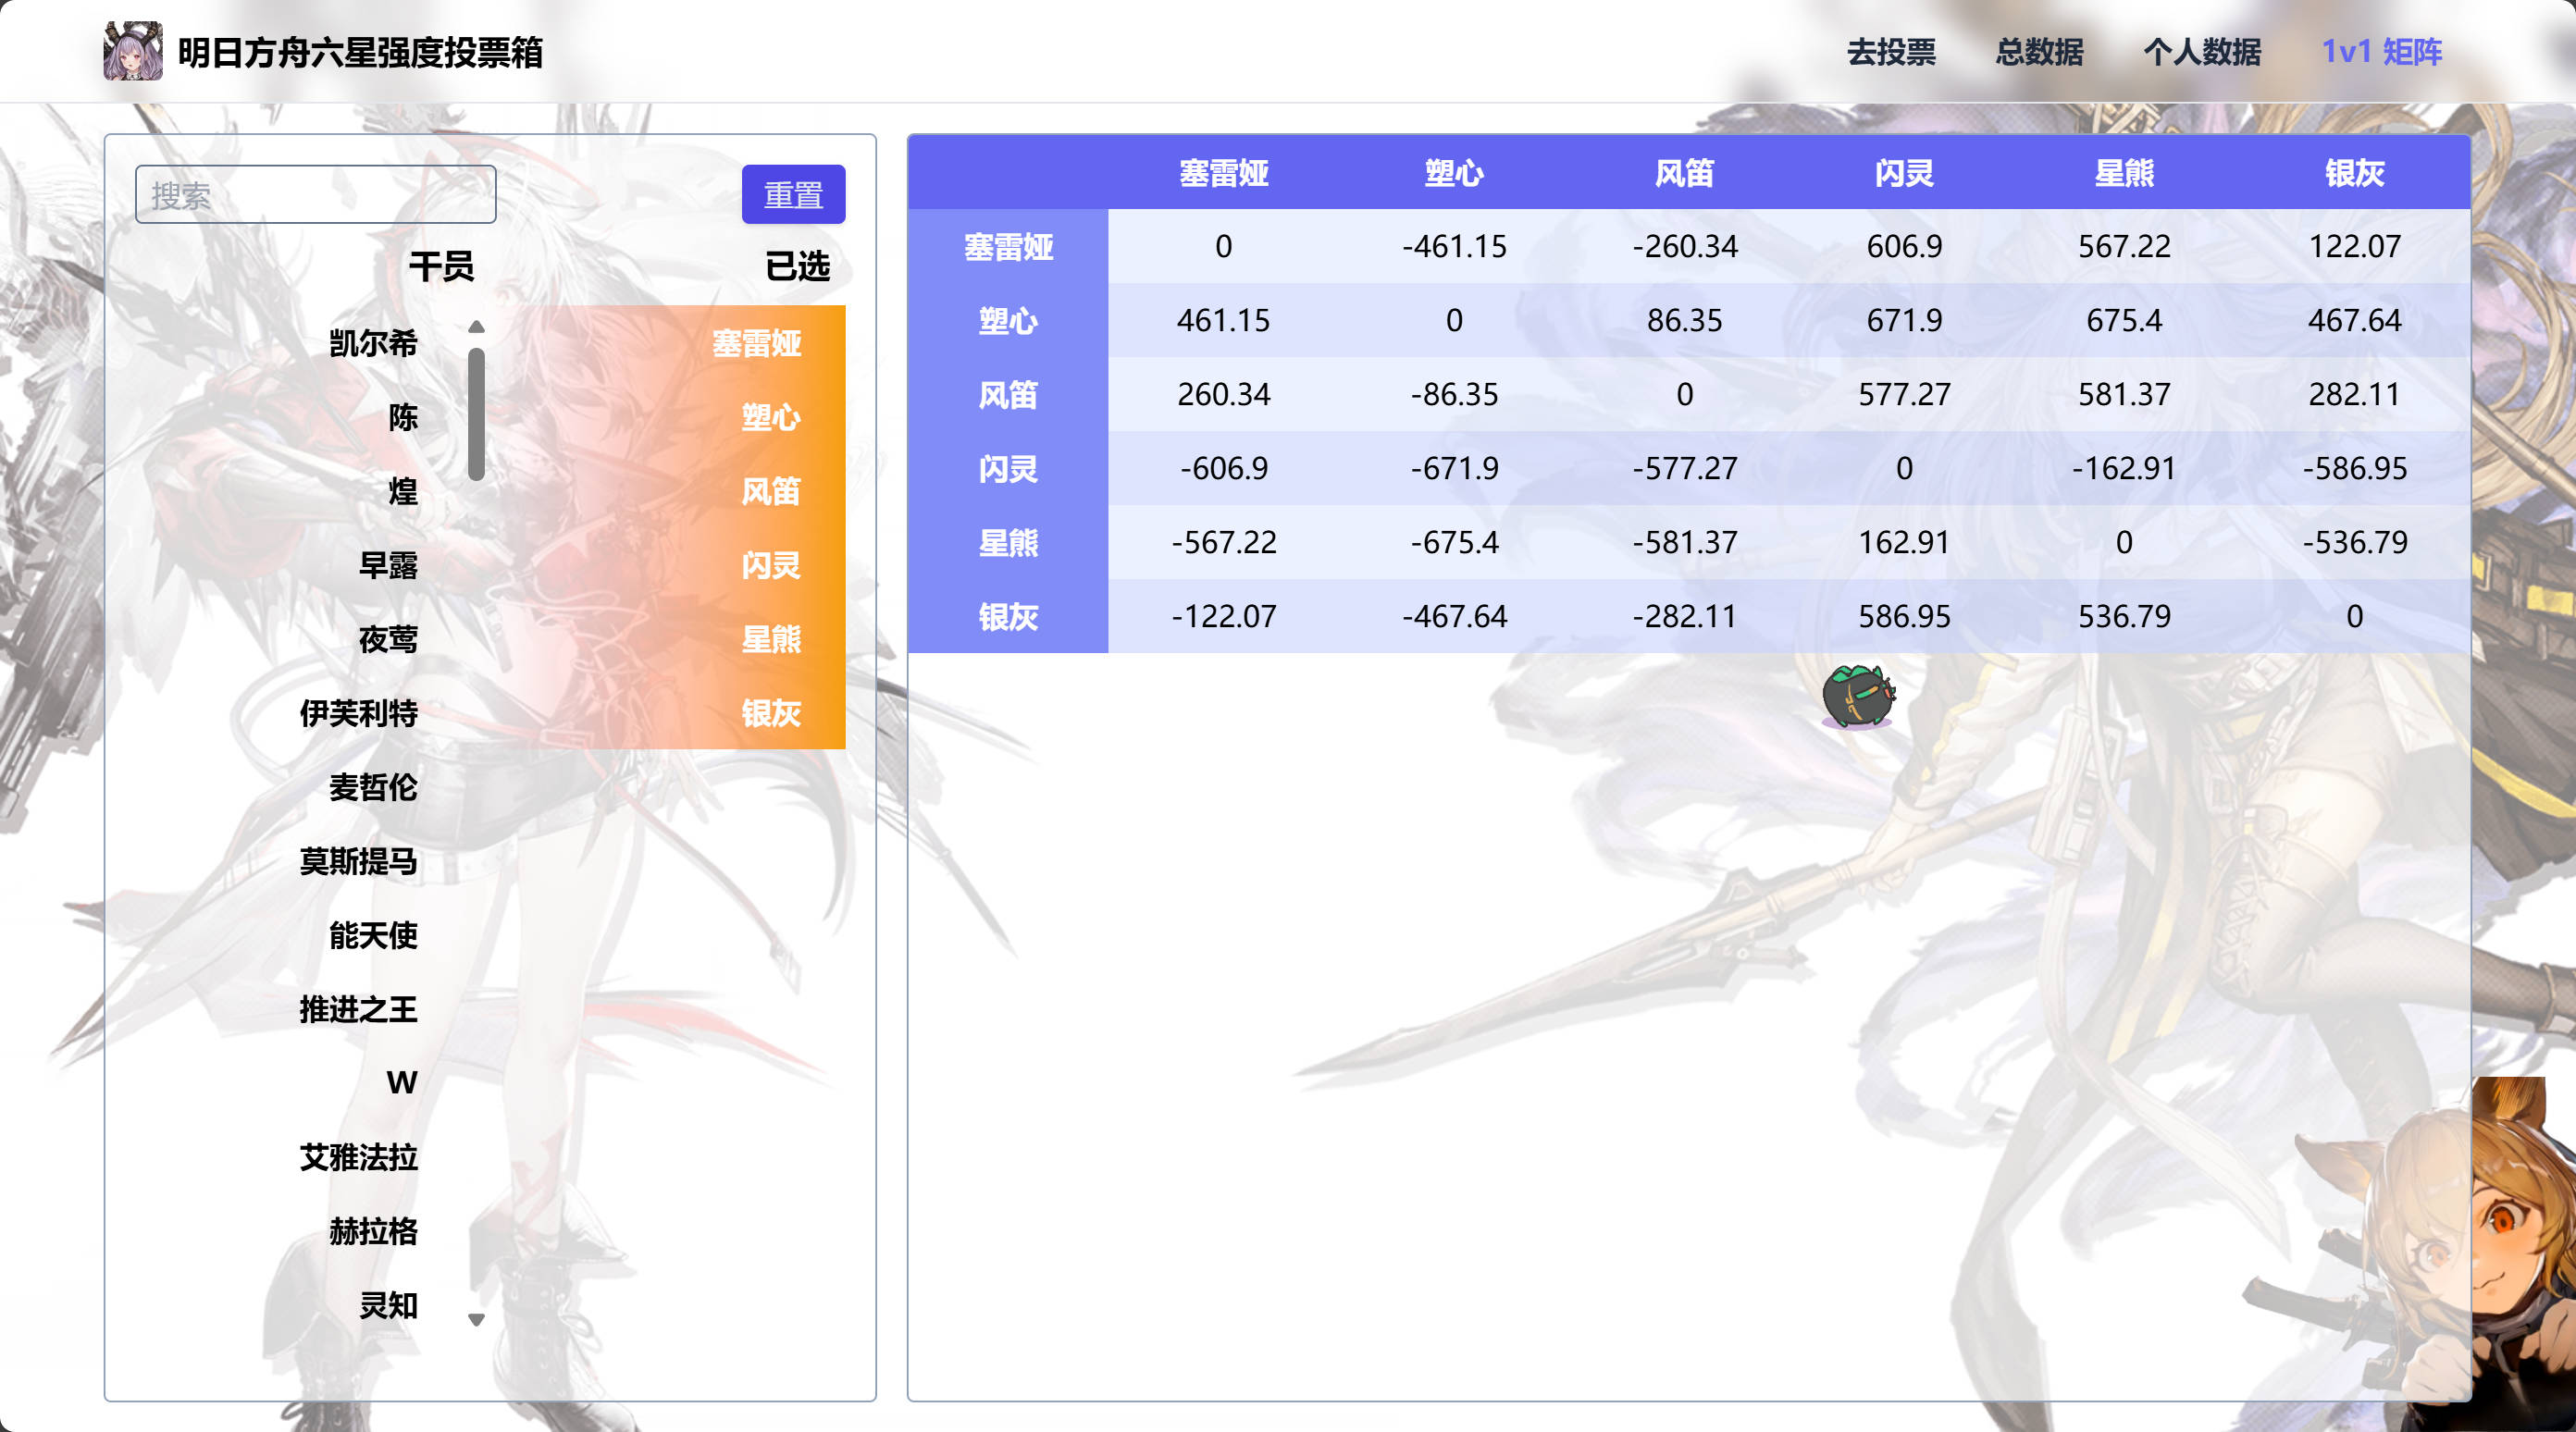 明日方舟六星强度投票箱
去投票 总数据 个人数据 1v1 矩阵
搜索 重置
干员 已选
凯尔希 塞雷娅
陈 塑心
煌 风笛
早露 闪灵
夜莺 星熊
伊芙利特 银灰
麦哲伦
莫斯提马
能天使
推进之王
W
艾雅法拉
赫拉格
灵知
塞雷娅 塑心 风笛 闪灵 星熊 银灰
塞雷娅 0 -461.15 -260.34 606.9 567.22 122.07
塑心 461.15 0 86.35 671.9 675.4 467.64
风笛 260.34 -86.35 0 577.27 581.37 282.11
闪灵 -606.9 -671.9 -577.27 0 -162.91 -586.95
星熊 -567.22 -675.4 -581.37 162.91 0 -536.79
银灰 -122.07 -467.64 -282.11 586.95 536.79 0